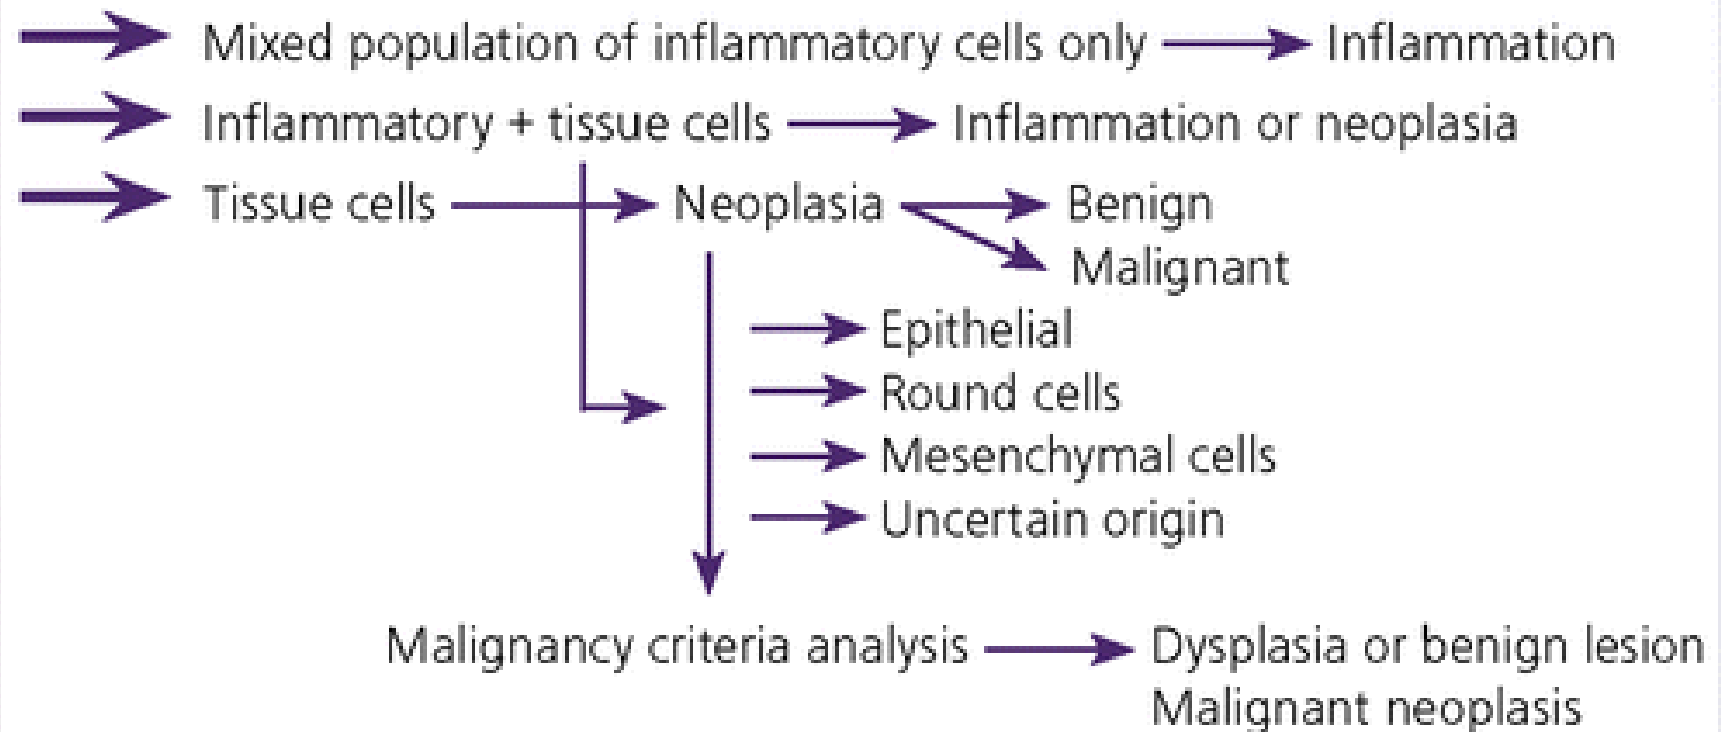 Mixed population of inflammatory cells only Inflammation
Inflammatory + tissue cells Inflammation or neoplasia
Tissue cells Neoplasia Benign
Malignant
Epithelial
Round cells
Mesenchymal cells
Uncertain origin
Malignancy criteria analysis Dysplasia or benign lesion
Malignant neoplasis